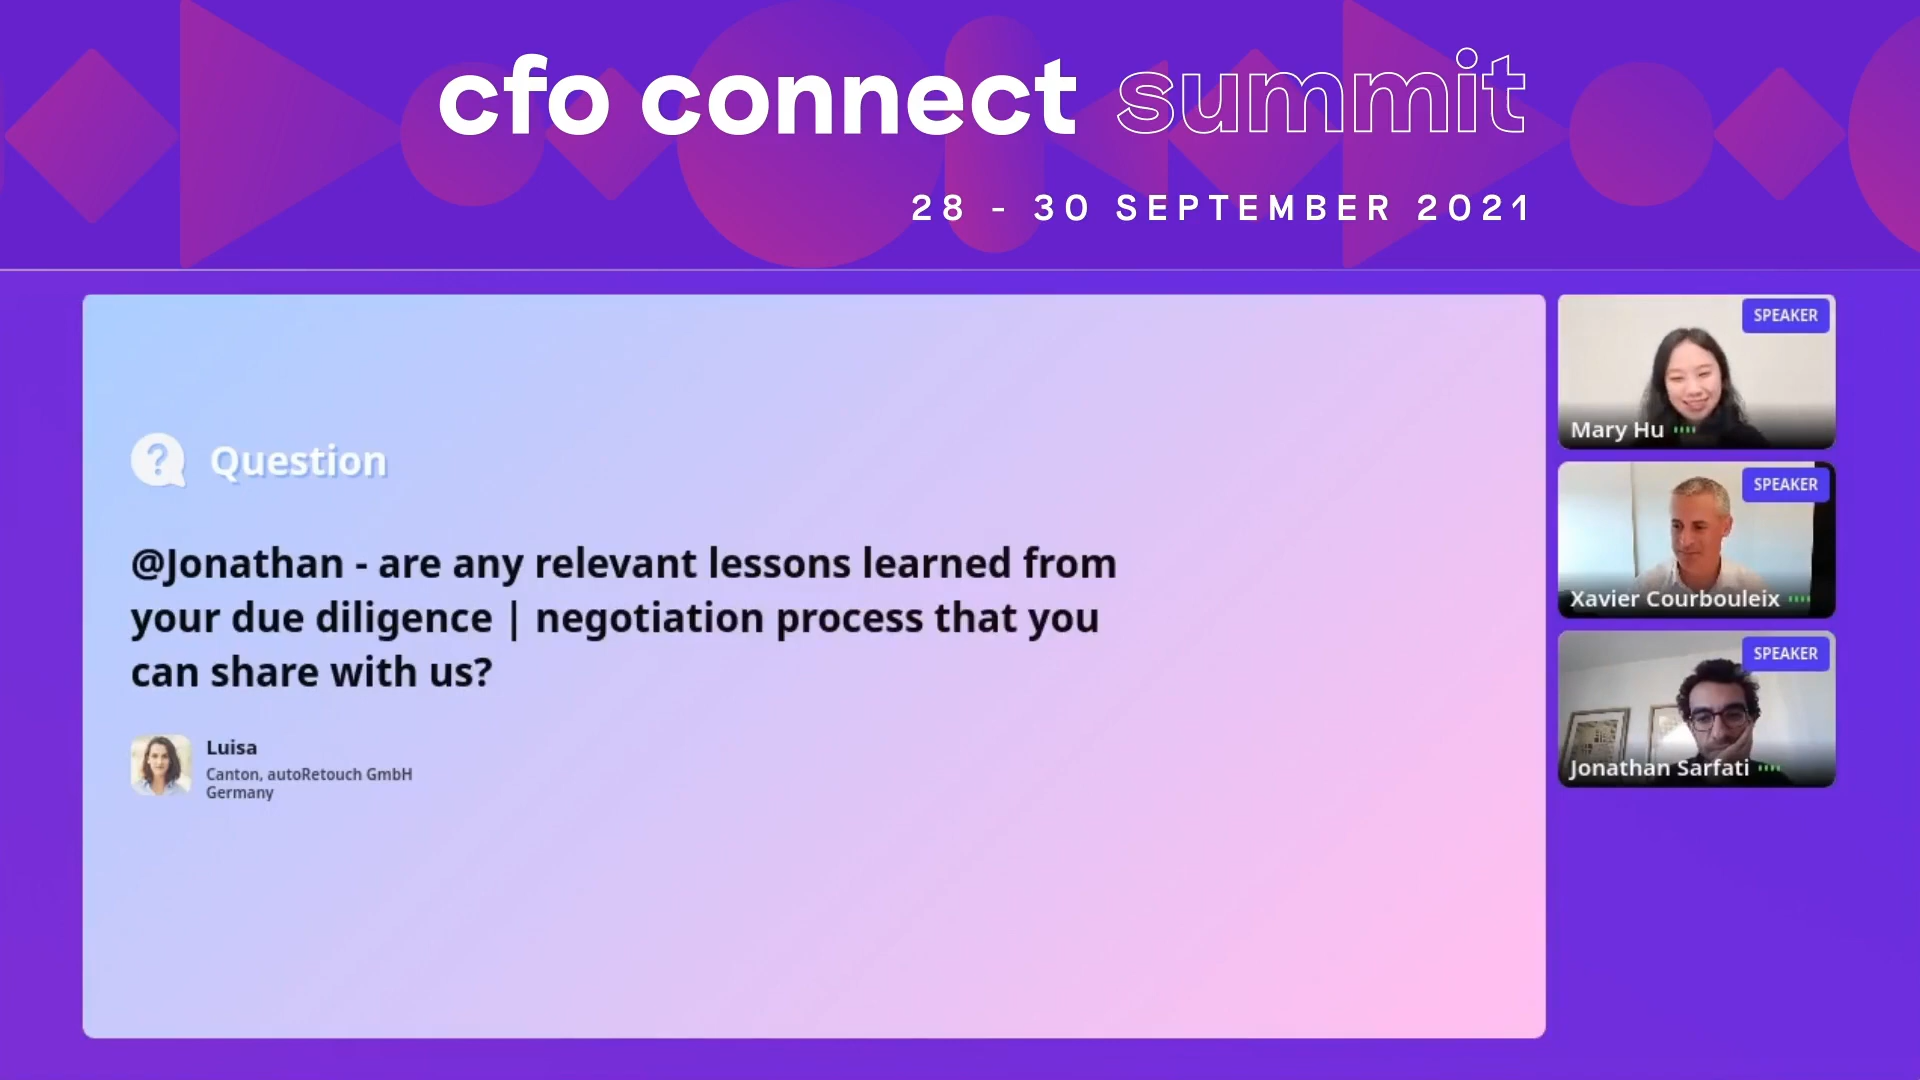 cfo connect summit
28 - 30 SEPTEMBER 2021
Question
@Jonathan - are any relevant lessons learned from
your due diligence | negotiation process that you
can share with us?
Luisa
Canton, autoRetouch GmbH
Germany
SPEAKER
Mary Hu
SPEAKER
Xavier Courbouleix
SPEAKER
Jonathan Sarfati